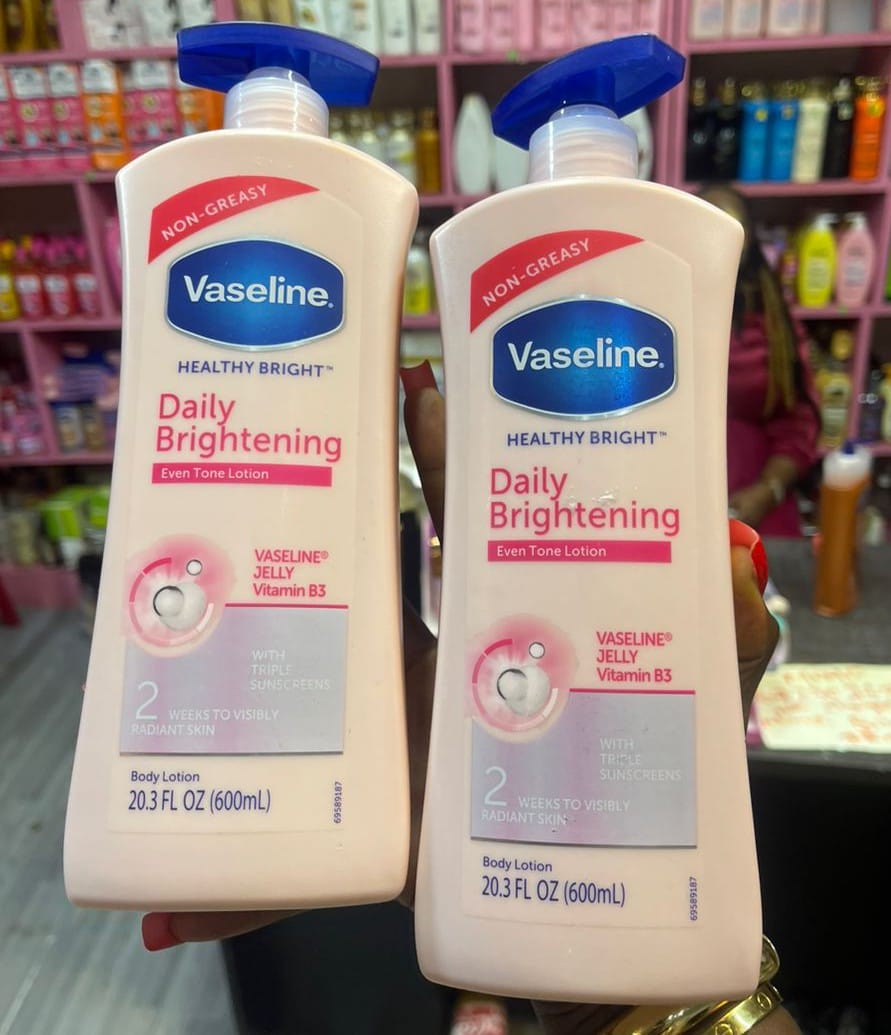 NON-GREASY
Vaseline.
HEALTHY BRIGHT™
Daily
Brightening
Even Tone Lotion
VASELINE®
JELLY
Vitamin B3
WITH
TRIPLE
SUNSCREENS
2 WEEKS TO VISIBLY
RADIANT SKIN
Body Lotion
20.3 FL OZ (600mL)
69589187
NON-GREASY
Vaseline.
HEALTHY BRIGHT™
Daily
Brightening
Even Tone Lotion
VASELINE®
JELLY
Vitamin B3
WITH
TRIPLE
SUNSCREENS
2 WEEKS TO VISIBLY
RADIANT SKIN
Body Lotion
20.3 FL OZ (600mL)
69589187